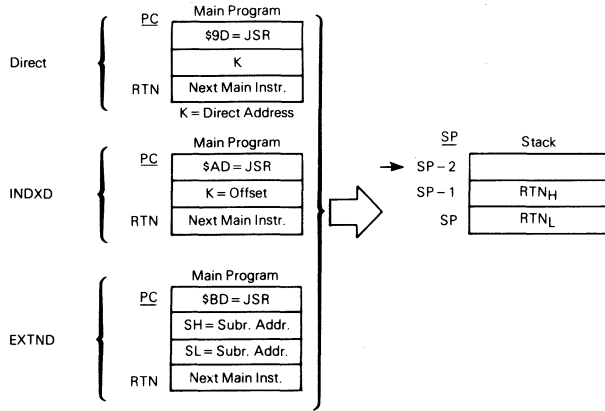 Main Program
PC
$9D = JSR
Direct
K
RTN
Next Main Instr.
K = Direct Address
Main Program
PC
$AD = JSR
INDXD
K = Offset
RTN
Next Main Instr.
Main Program
PC
$BD = JSR
SH = Subr. Addr.
EXTND
SL = Subr. Addr.
RTN
Next Main Inst.
SP
Stack
SP – 2
SP – 1
RTNH
SP
RTNL